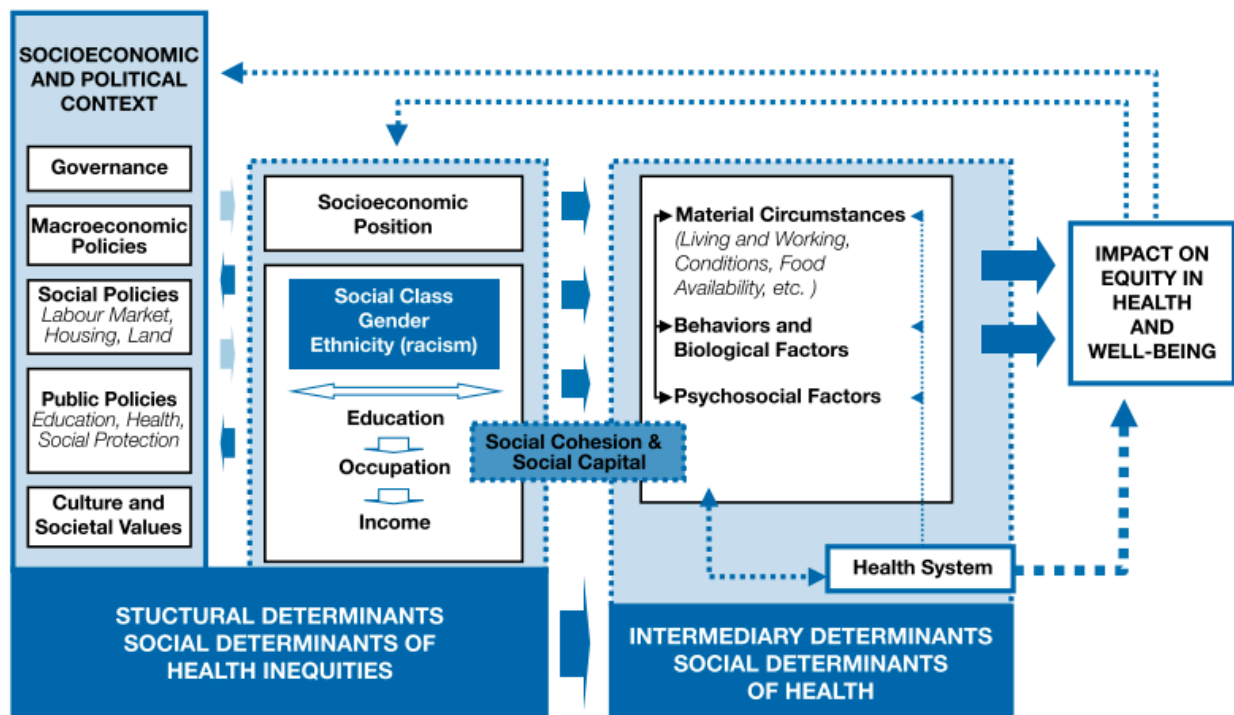 SOCIOECONOMIC
AND POLITICAL
CONTEXT
Governance
Macroeconomic
Policies
Social Policies
Labour Market,
Housing, Land
Public Policies
Education, Health,
Social Protection
Culture and
Societal Values
Socioeconomic
Position
Social Class
Gender
Ethnicity (racism)
Education
Occupation
Income
STUCTURAL DETERMINANTS
SOCIAL DETERMINANTS OF
HEALTH INEQUITIES
Social Cohesion &
Social Capital
Material Circumstances
(Living and Working,
Conditions, Food
Availability, etc. )
Behaviors and
Biological Factors
Psychosocial Factors
Health System
INTERMEDIARY DETERMINANTS
SOCIAL DETERMINANTS
OF HEALTH
IMPACT ON
EQUITY IN
HEALTH
AND
WELL-BEING